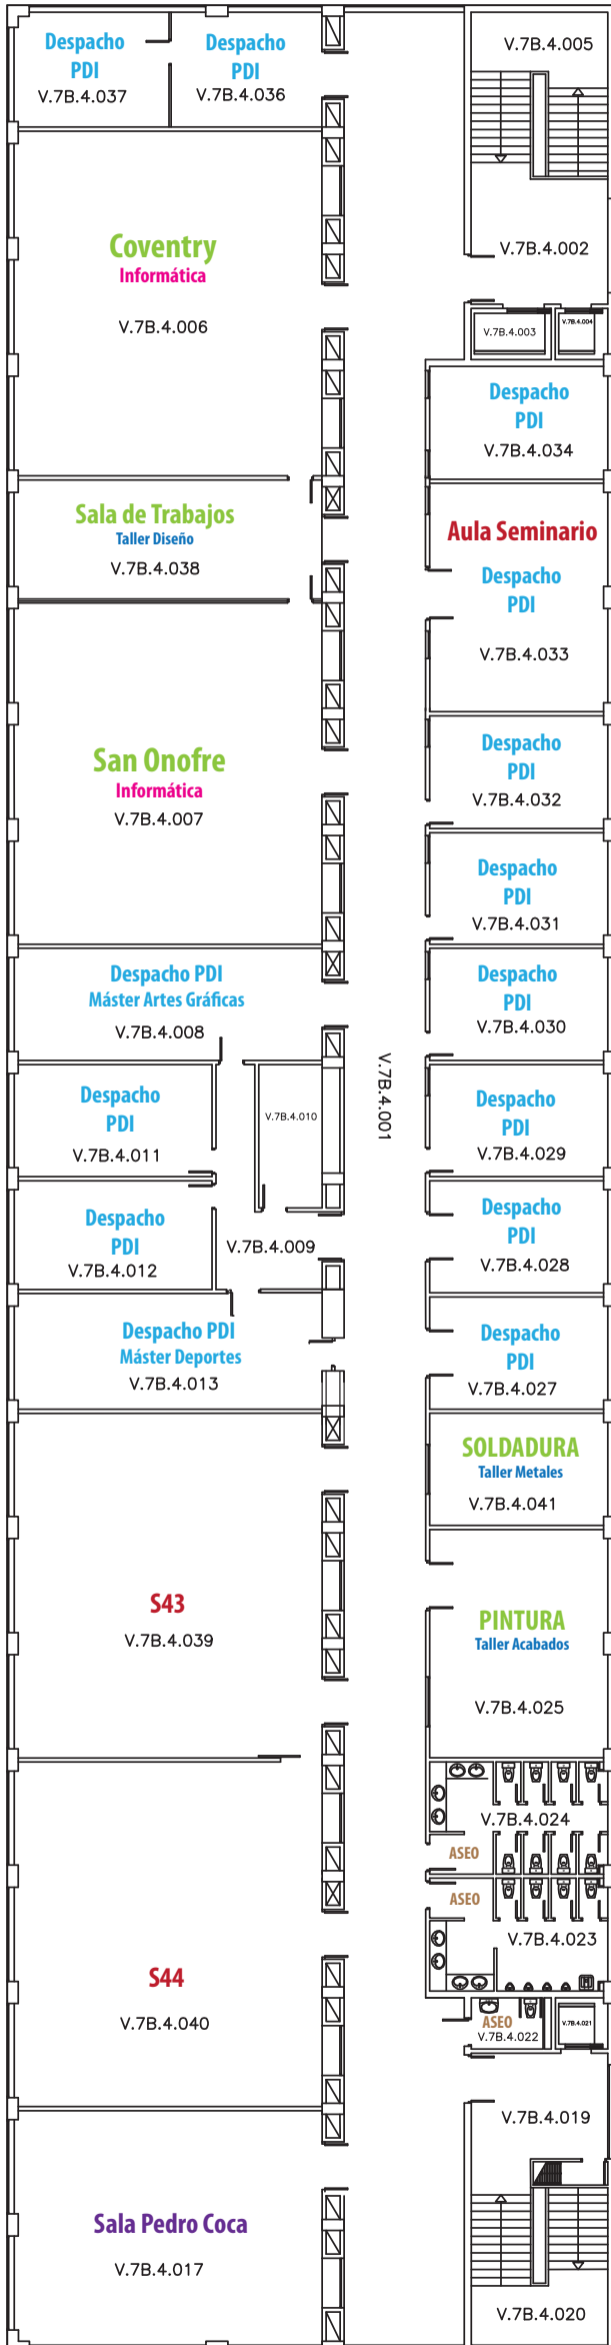 Despacho
PDI
V.7B.4.037
Despacho
PDI
V.7B.4.036
V.7B.4.005
Coventry
Informática
V.7B.4.006
V.7B.4.002
V.7B.4.003
V.7B.4.004
Despacho
PDI
V.7B.4.034
Sala de Trabajos
Taller Diseño
V.7B.4.038
Aula Seminario
Despacho
PDI
V.7B.4.033
San Onofre
Informática
V.7B.4.007
Despacho
PDI
V.7B.4.032
Despacho
PDI
V.7B.4.031
Despacho PDI
Máster Artes Gráficas
V.7B.4.008
Despacho
PDI
V.7B.4.030
V.7B.4.001
Despacho
PDI
V.7B.4.011
V.7B.4.010
Despacho
PDI
V.7B.4.029
Despacho
PDI
V.7B.4.012
V.7B.4.009
Despacho
PDI
V.7B.4.028
Despacho PDI
Máster Deportes
V.7B.4.013
Despacho
PDI
V.7B.4.027
SOLDADURA
Taller Metales
V.7B.4.041
S43
V.7B.4.039
PINTURA
Taller Acabados
V.7B.4.025
V.7B.4.024
ASEO
ASEO
V.7B.4.023
S44
V.7B.4.040
ASEO
V.7B.4.022
V.7B.4.021
V.7B.4.019
Sala Pedro Coca
V.7B.4.017
V.7B.4.020